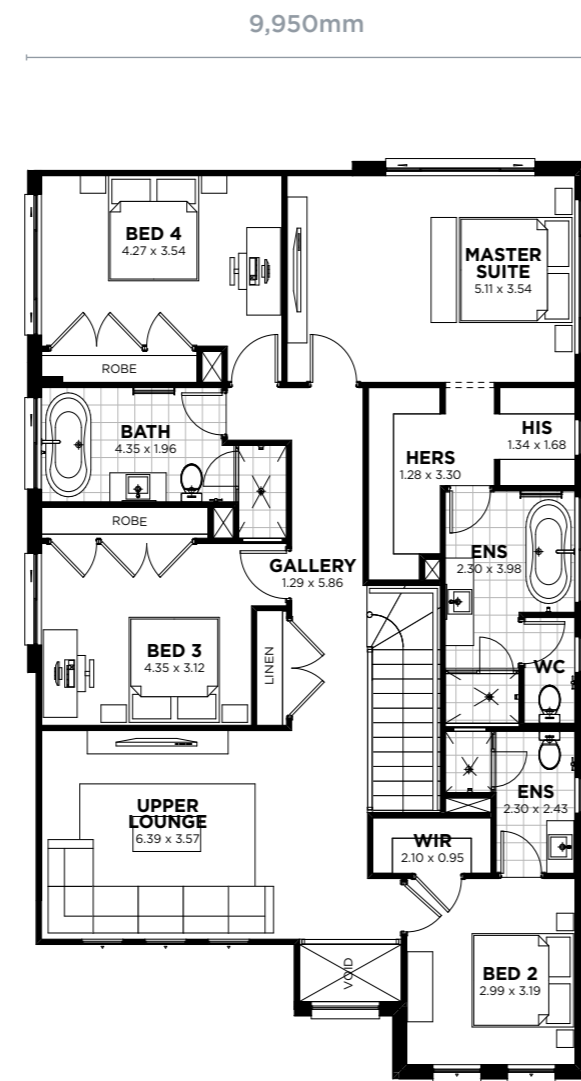 9,950mm
BED 4
4.27 x 3.54
MASTER
SUITE
5.11 x 3.54
ROBE
BATH
4.35 x 1.96
HIS
1.34 x 1.68
HERS
1.28 x 3.30
ROBE
ENS
2.30 x 3.98
GALLERY
1.29 x 5.86
BED 3
4.35 x 3.12
LINEN
WC
UPPER
LOUNGE
6.39 x 3.57
ENS
2.30 x 2.43
WIR
2.10 x 0.95
VOID
BED 2
2.99 x 3.19